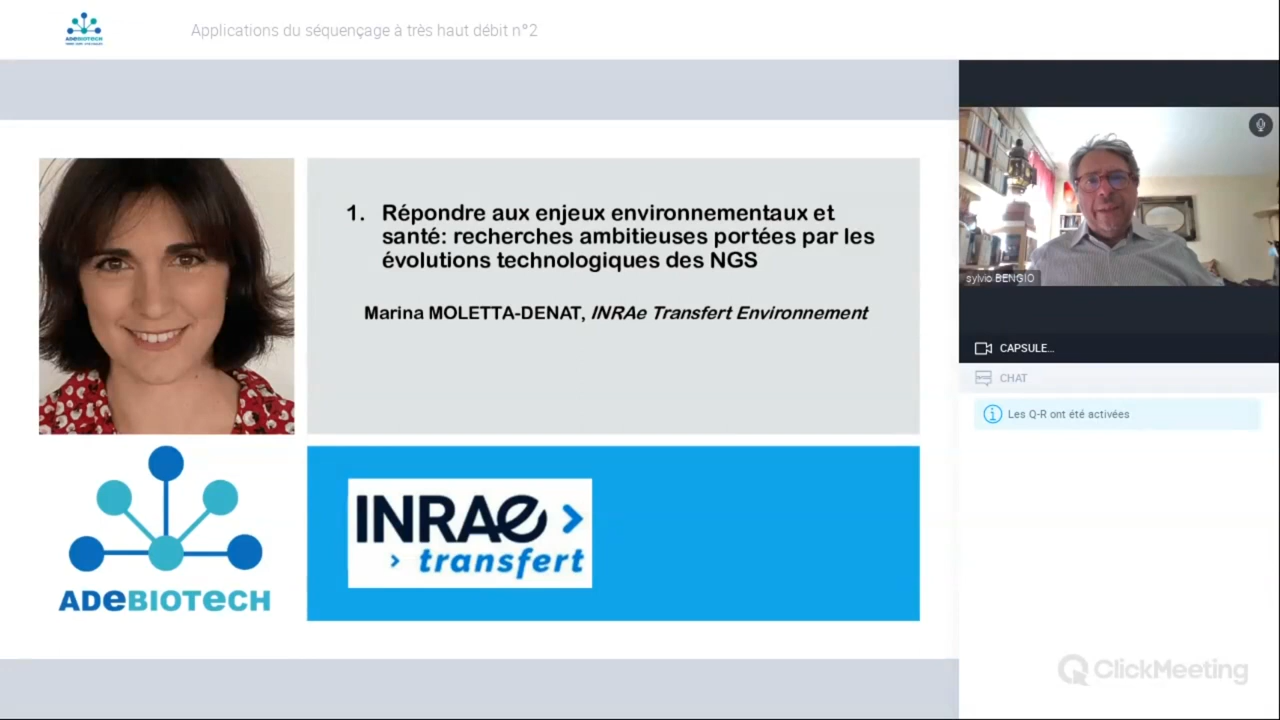 ADEBIOTECH
Applications du séquençage à très haut débit n°2
1. Répondre aux enjeux environnementaux et
santé: recherches ambitieuses portées par les
évolutions technologiques des NGS
Marina MOLETTA-DENAT, INRAe Transfert Environnement
INRAe
transfert
ADEBIOTECH
sylvio BENGIO
CAPSULE...
CHAT
Les Q-R ont été activées
ClickMeeting